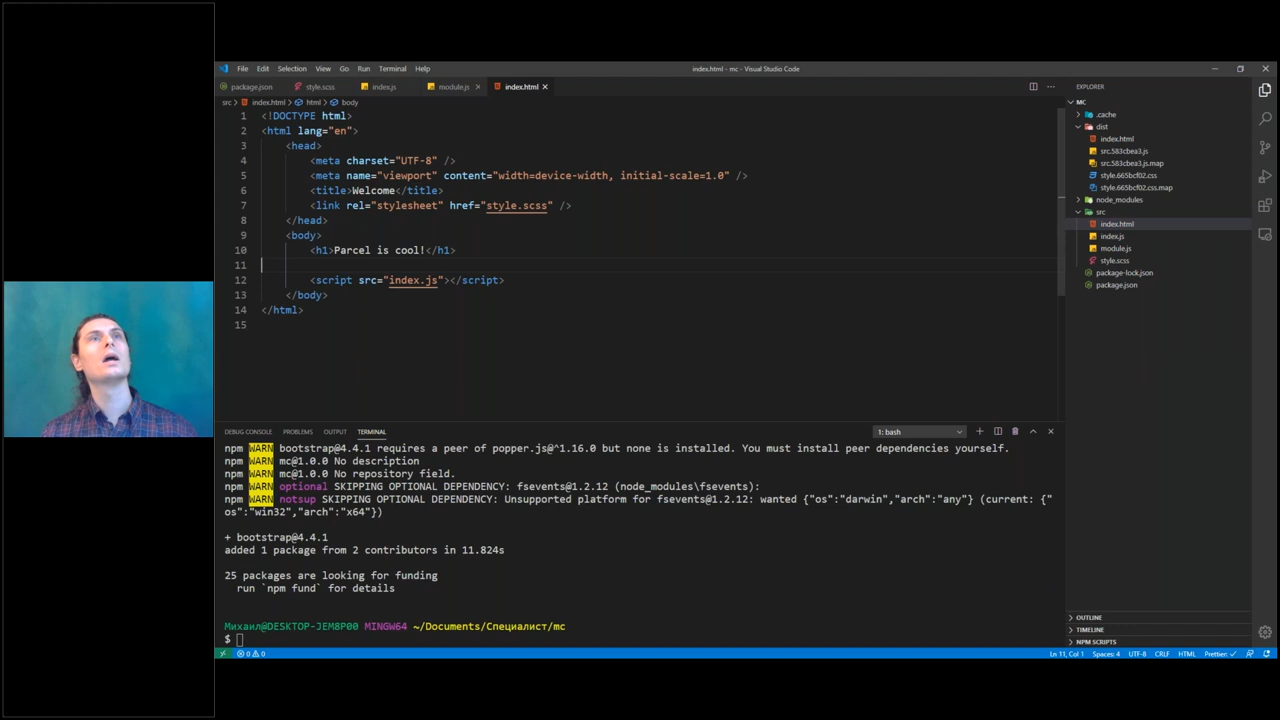 File Edit Selection View Go Run Terminal Help
index.html - mc - Visual Studio Code
package.json style.scss index.js module.js index.html
src > index.html > html > body
1 <!DOCTYPE html>
2 <html lang="en">
3 <head>
4 <meta charset="UTF-8" />
5 <meta name="viewport" content="width=device-width, initial-scale=1.0" />
6 <title>Welcome</title>
7 <link rel="stylesheet" href="style.scss" />
8 </head>
9 <body>
10 <h1>Parcel is cool!</h1>
11
12 <script src="index.js"></script>
13 </body>
14 </html>
15
DEBUG CONSOLE PROBLEMS OUTPUT TERMINAL
1: bash
npm WARN bootstrap@4.4.1 requires a peer of popper.js@^1.16.0 but none is installed. You must install peer dependencies yourself.
npm WARN mc@1.0.0 No description
npm WARN mc@1.0.0 No repository field.
npm WARN optional SKIPPING OPTIONAL DEPENDENCY: fsevents@1.2.12 (node_modules\fsevents):
npm WARN notsup SKIPPING OPTIONAL DEPENDENCY: Unsupported platform for fsevents@1.2.12: wanted {"os":"darwin","arch":"any"} (current: {"
os":"win32","arch":"x64"})
+ bootstrap@4.4.1
added 1 package from 2 contributors in 11.824s
25 packages are looking for funding
run `npm fund` for details
Михаил@DESKTOP-JEM8P00 MINGW64 ~/Documents/Специалист/mc
$
EXPLORER
MC
.cache
dist
index.html
src.583cbea3.js
src.583cbea3.js.map
style.665bcf02.css
style.665bcf02.css.map
node_modules
src
index.html
index.js
module.js
style.scss
package-lock.json
package.json
OUTLINE
TIMELINE
NPM SCRIPTS
0 0
Ln 11, Col 1 Spaces: 4 UTF-8 CRLF HTML Prettier: ✓